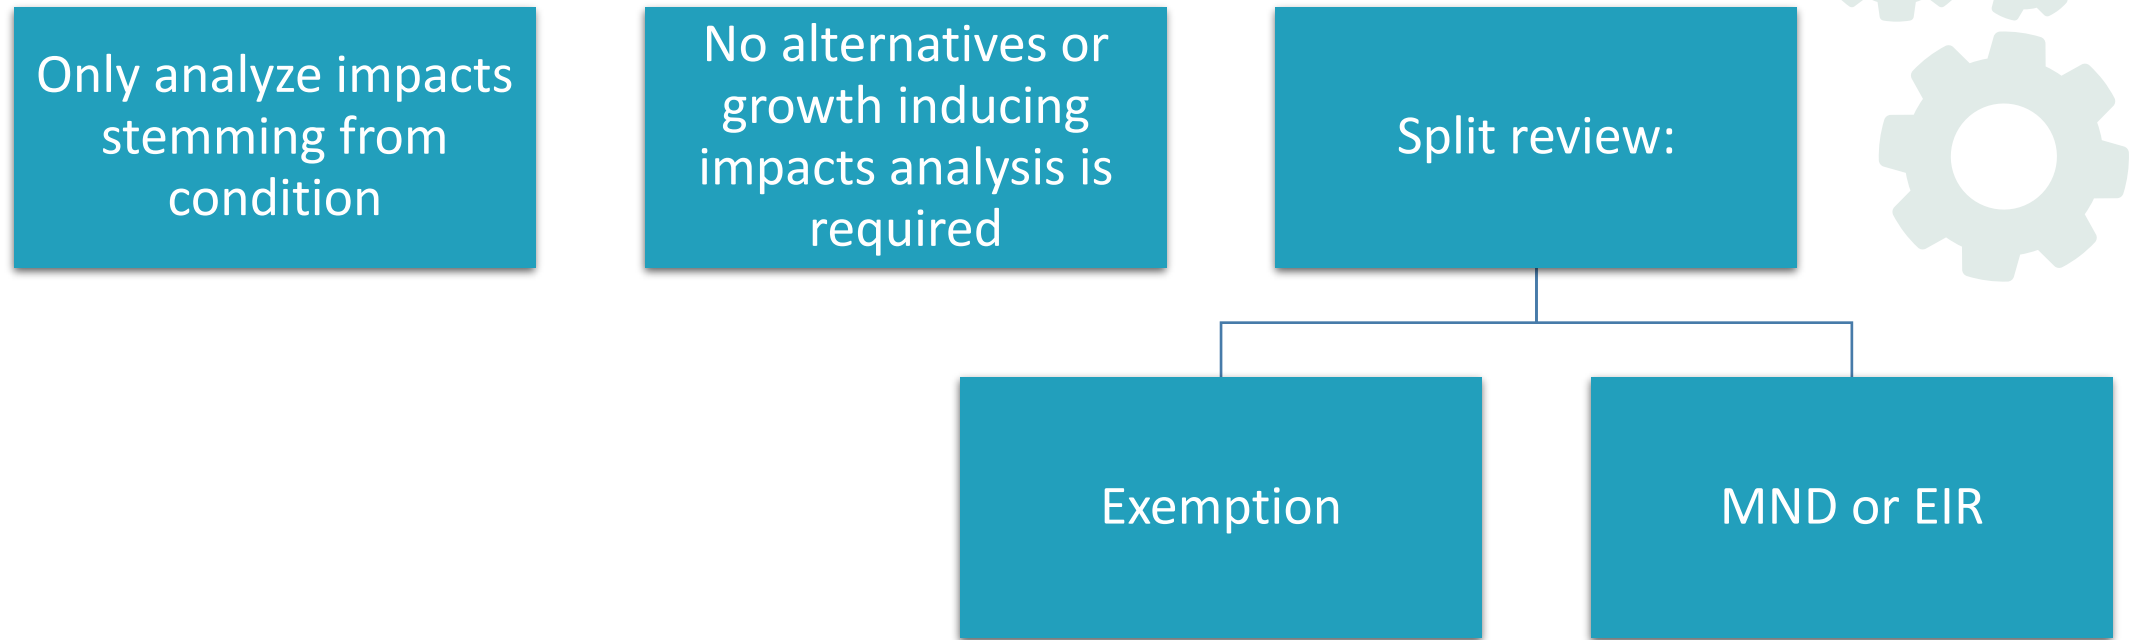 Only analyze impacts
stemming from
condition
No alternatives or
growth inducing
impacts analysis is
required
Split review:
Exemption
MND or EIR